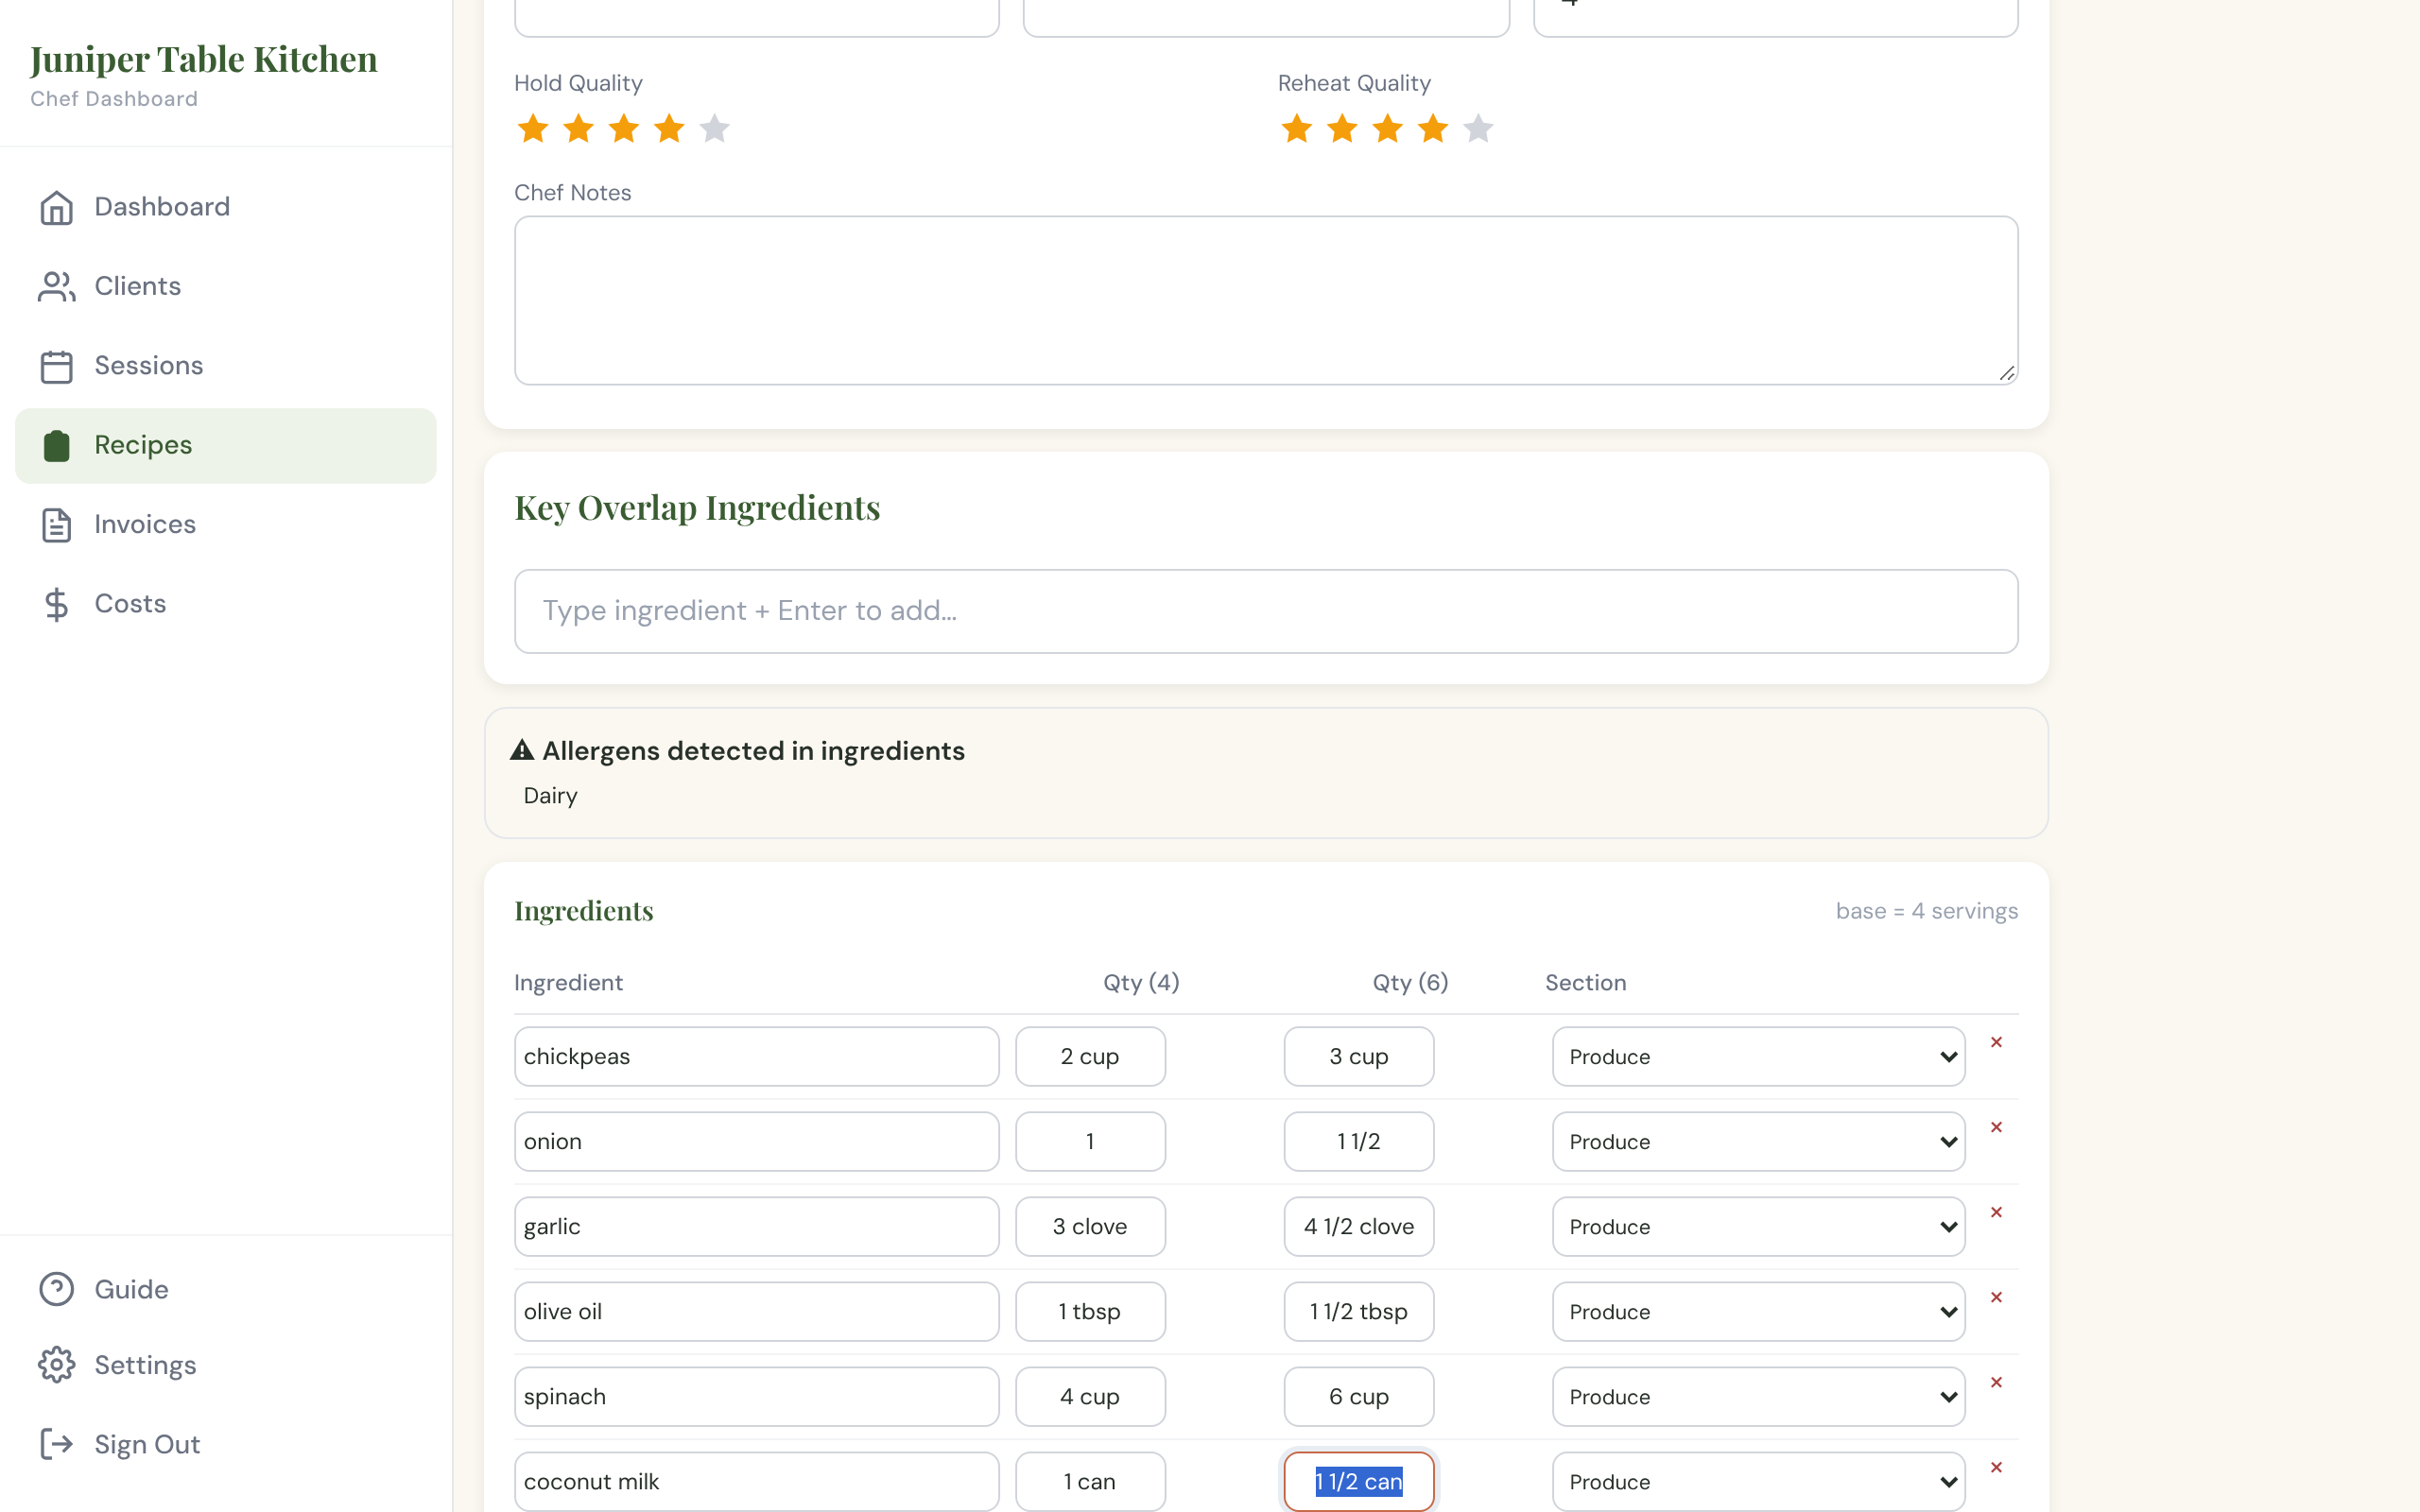 Juniper Table Kitchen
Chef Dashboard
Dashboard
Clients
Sessions
Recipes
Invoices
Costs
Guide
Settings
Sign Out
Hold Quality
Reheat Quality
Chef Notes
Key Overlap Ingredients
Type ingredient + Enter to add...
Allergens detected in ingredients
Dairy
Ingredients
base = 4 servings
Ingredient Qty (4) Qty (6) Section
chickpeas 2 cup 3 cup Produce ×
onion 1 1 1/2 Produce ×
garlic 3 clove 4 1/2 clove Produce ×
olive oil 1 tbsp 1 1/2 tbsp Produce ×
spinach 4 cup 6 cup Produce ×
coconut milk 1 can 1 1/2 can Produce ×